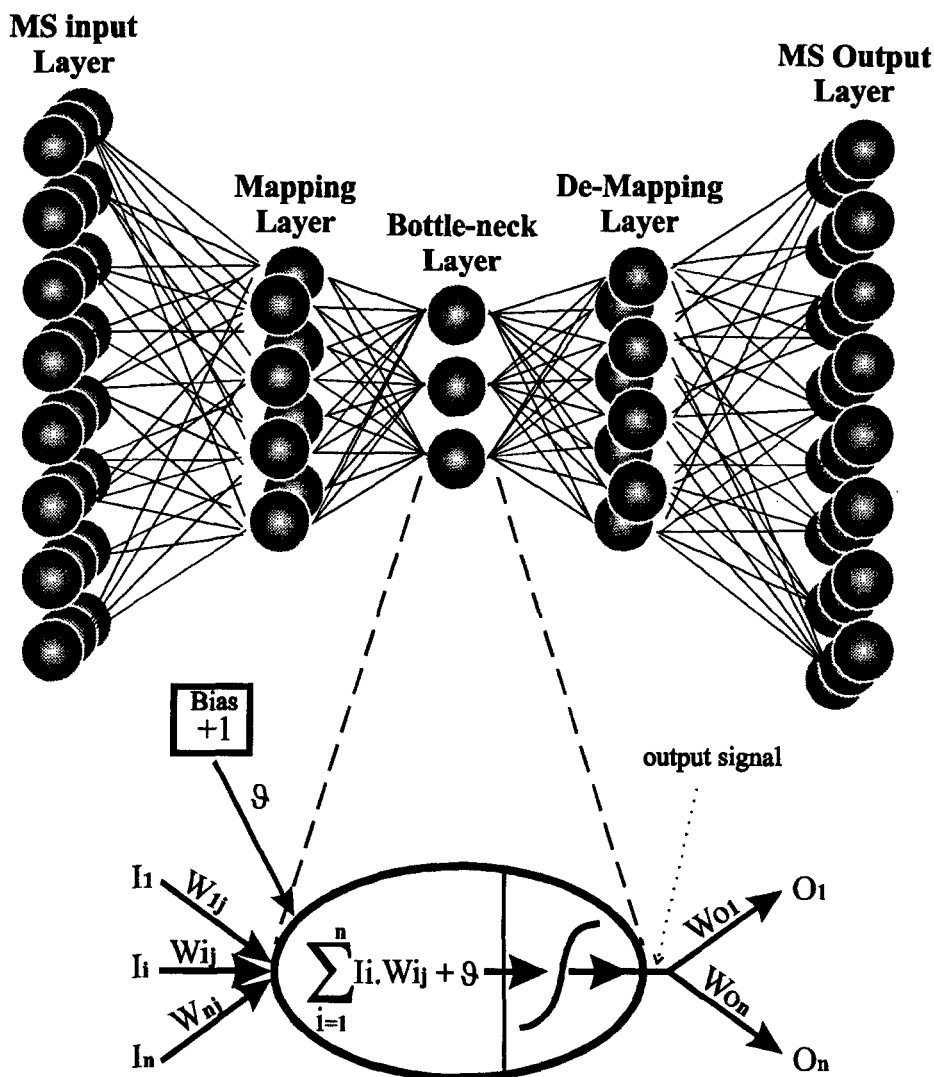 MS input
Layer
MS Output
Layer
Mapping
Layer
Bottle-neck
Layer
De-Mapping
Layer
Bias
+1
ϑ
output signal
I1
W1j
Ii
Wij
In
Wnj
n
∑ Ii.Wij + ϑ
i=1
O1
WO1
On
WOn